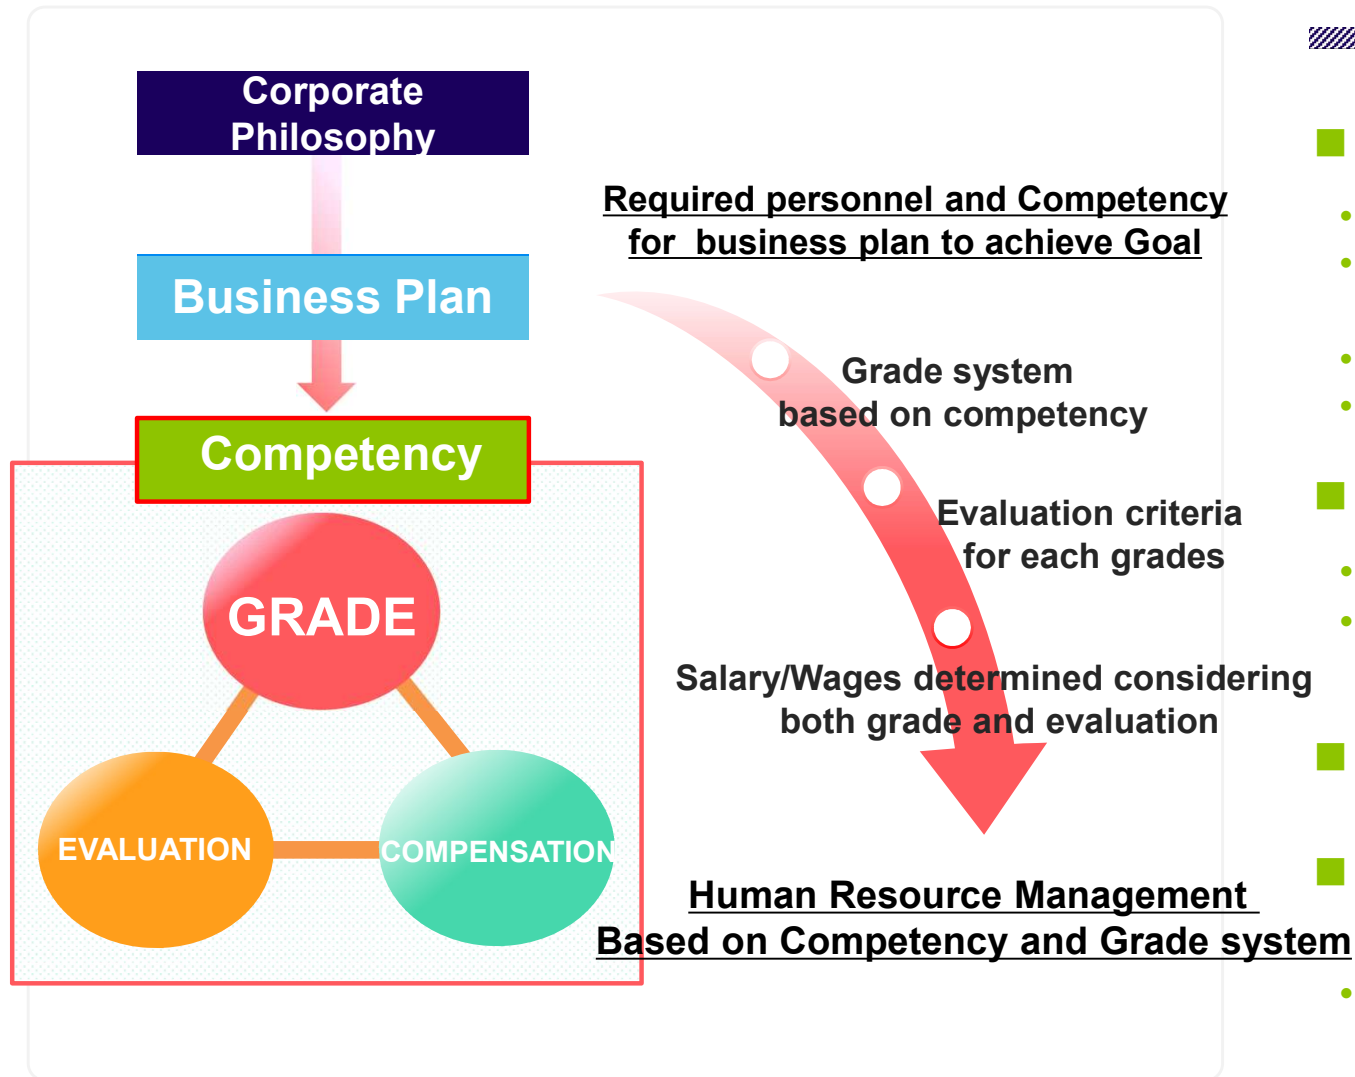 Corporate
Philosophy
Business Plan
Competency
GRADE
EVALUATION
COMPENSATION
Required personnel and Competency
for business plan to achieve Goal
Grade system
based on competency
Evaluation criteria
for each grades
Salary/Wages determined considering
both grade and evaluation
Human Resource Management
Based on Competency and Grade system